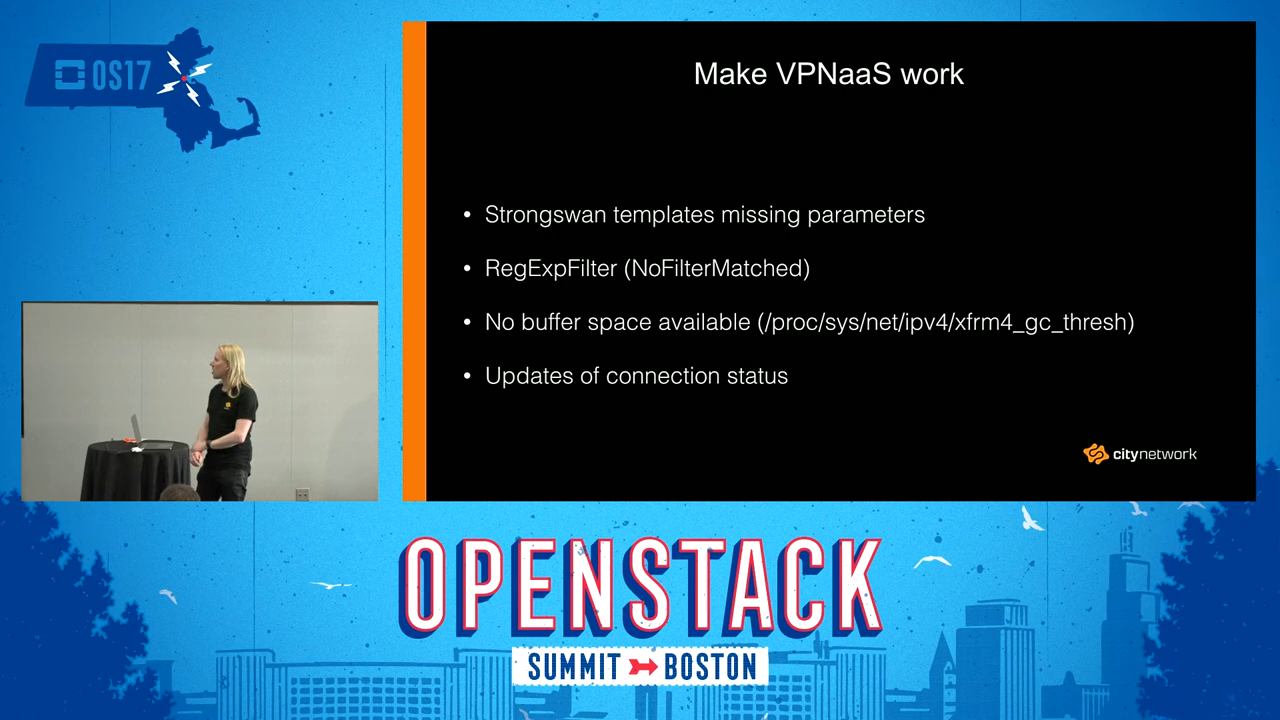 OS17
Make VPNaaS work
• Strongswan templates missing parameters
• RegExpFilter (NoFilterMatched)
• No buffer space available (/proc/sys/net/ipv4/xfrm4_gc_thresh)
• Updates of connection status
citynetwork
OPENSTACK
SUMMIT BOSTON